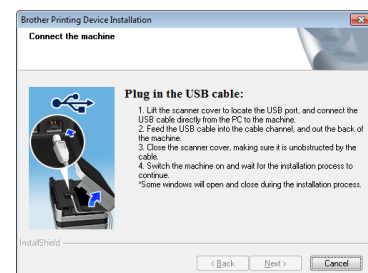 Brother Printing Device Installation
Connect the machine
Plug in the USB cable:
1. Lift the scanner cover to locate the USB port, and connect the
USB cable directly from the PC to the machine.
2. Feed the USB cable into the cable channel, and out the back of
the machine.
3. Close the scanner cover, making sure it is unobstructed by the
cable.
4. Switch the machine on and wait for the installation process to
continue.
*Some windows will open and close during the installation process.
InstallShield
< Back
Next >
Cancel